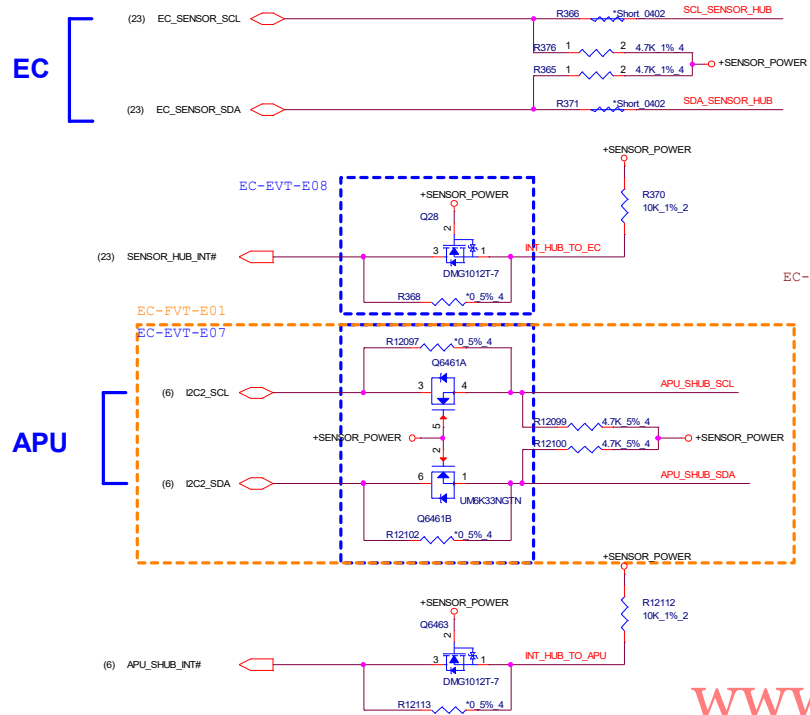 (23) EC_SENSOR_SCL R366 *Short_0402 SCL_SENSOR_HUB
R376 1 2 4.7K_1%_4
EC +SENSOR_POWER
R365 1 2 4.7K_1%_4
(23) EC_SENSOR_SDA R371 *Short_0402 SDA_SENSOR_HUB
+SENSOR_POWER
EC-EVT-E08
+SENSOR_POWER R370
10K_1%_2
Q28 2
(23) SENSOR_HUB_INT# 3 1 INT_HUB_TO_EC
DMG1012T-7
EC-
R368 *0_5%_4
EC-FVT-E01
EC-EVT-E07
R12097 *0_5%_4
Q6461A
(6) I2C2_SCL 3 4 APU_SHUB_SCL
5
R12099 4.7K_5%_4
APU +SENSOR_POWER +SENSOR_POWER
R12100 4.7K_5%_4
2
(6) I2C2_SDA 6 1 APU_SHUB_SDA
UM6K33NGTN
Q6461B
R12102 *0_5%_4
+SENSOR_POWER
+SENSOR_POWER R12112
10K_1%_2
Q6463 2
(6) APU_SHUB_INT# 3 1 INT_HUB_TO_APU
DMG1012T-7
R12113 *0_5%_4
www